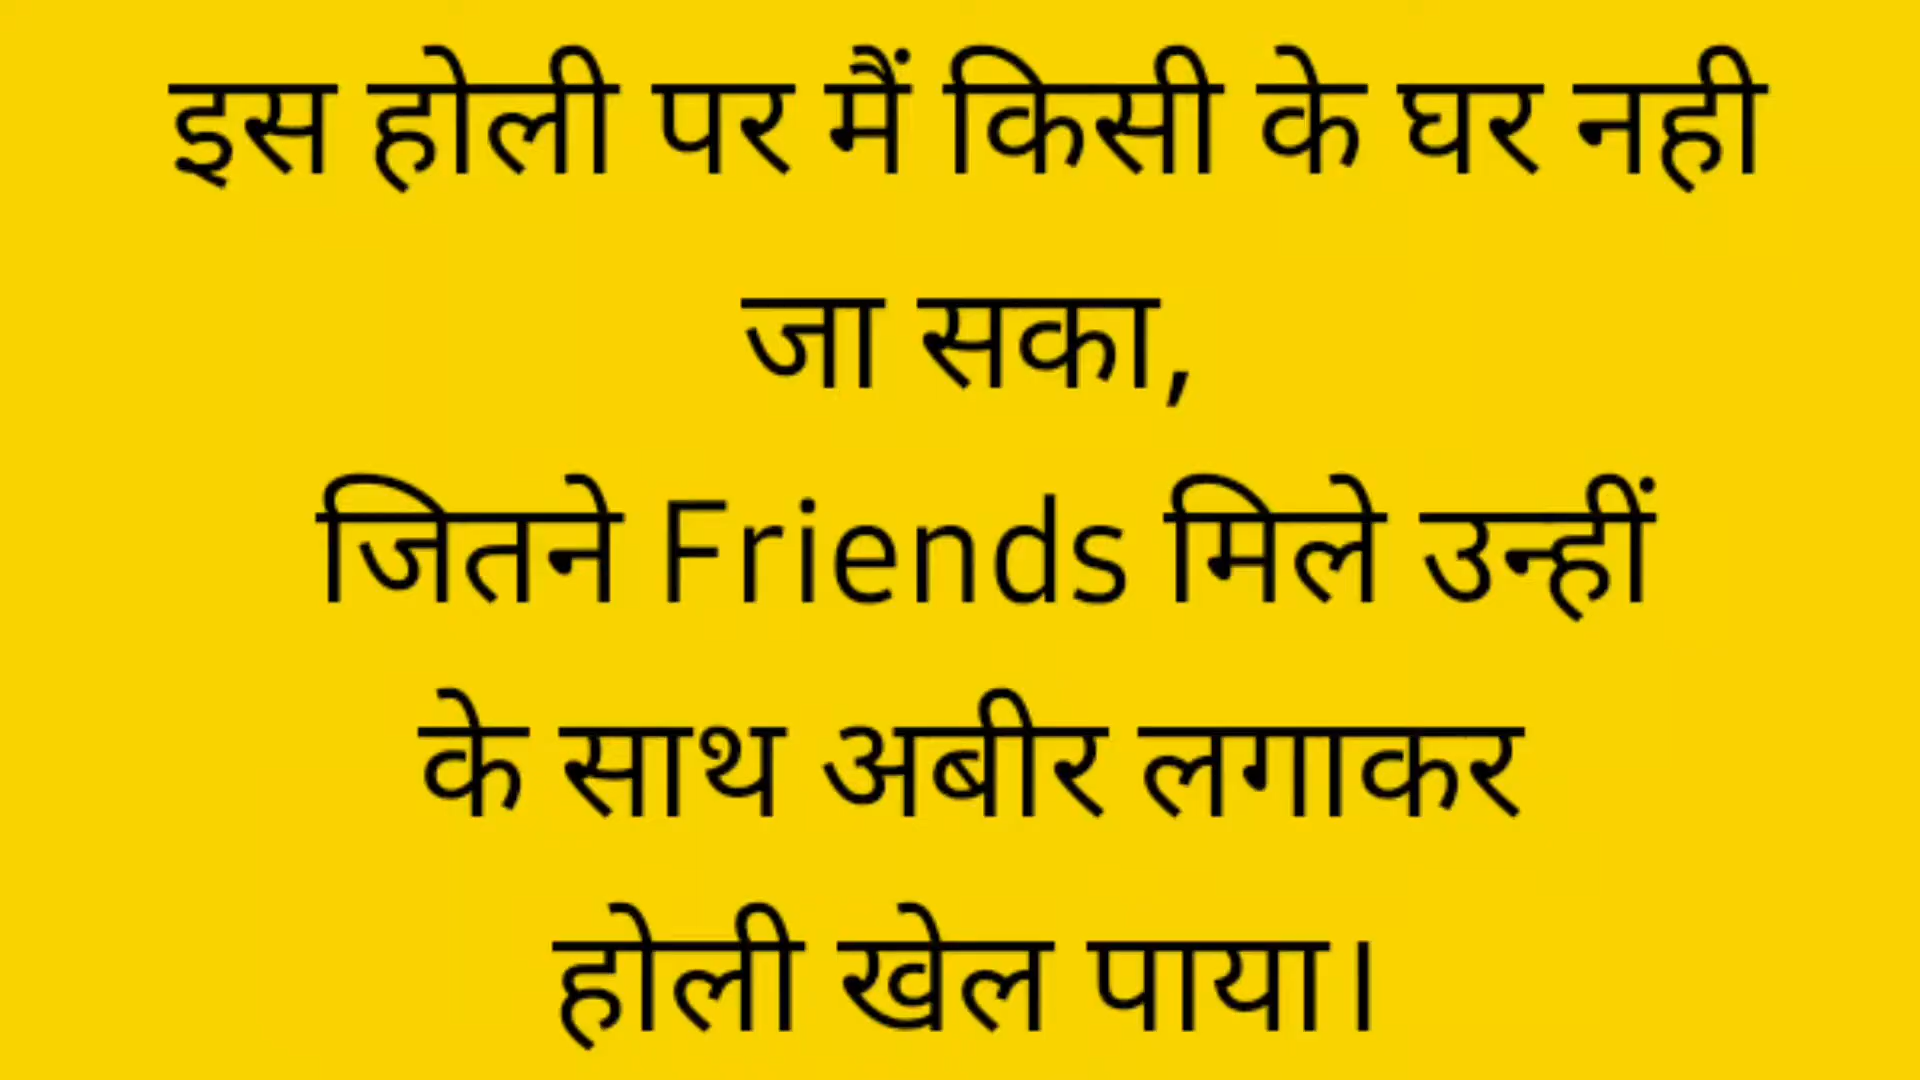 इस होली पर मैं किसी के घर नही
जा सका,
जितने Friends मिले उन्हीं
के साथ अबीर लगाकर
होली खेल पाया।